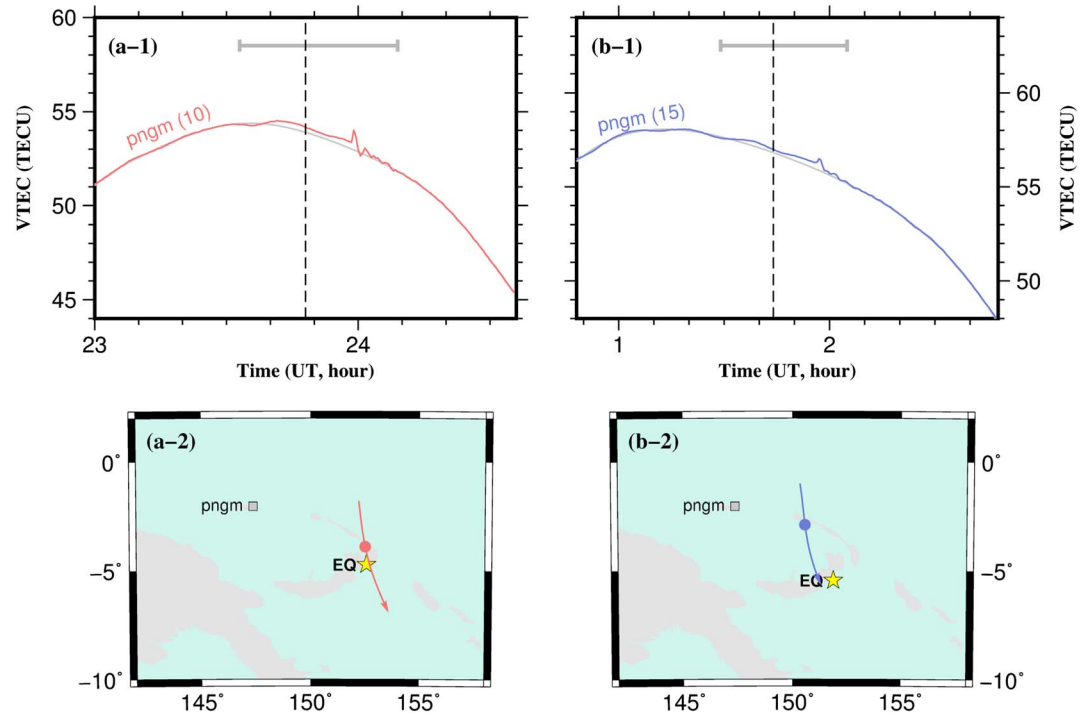 60
(a−1)
55
pngm (10)
50
45
VTEC (TECU)
23
24
Time (UT, hour)
(b−1)
60
pngm (15)
55
50
VTEC (TECU)
1
2
Time (UT, hour)
(a−2)
0˚
pngm
EQ
−5˚
−10˚
145˚
150˚
155˚
(b−2)
0˚
pngm
EQ
−5˚
−10˚
145˚
150˚
155˚